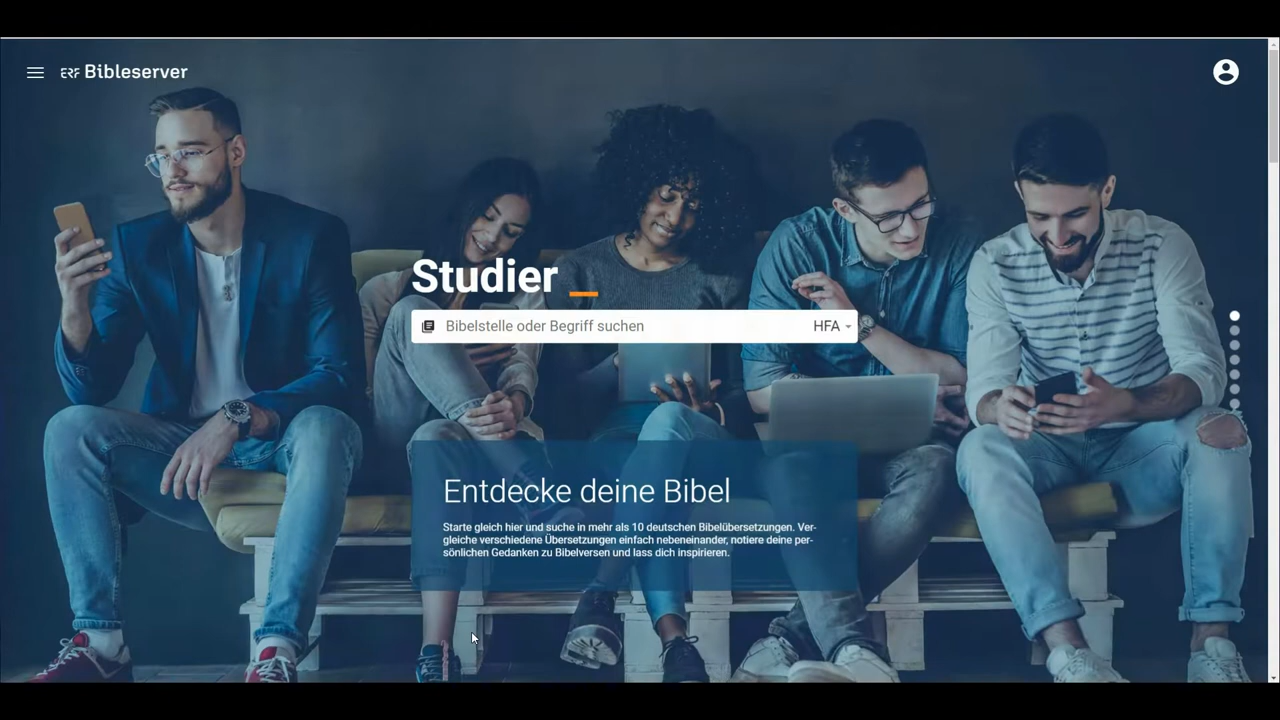 ERF Bibleserver
Studier _
Bibelstelle oder Begriff suchen HFA
Entdecke deine Bibel
Starte gleich hier und suche in mehr als 10 deutschen Bibelübersetzungen. Ver-
gleiche verschiedene Übersetzungen einfach nebeneinander, notiere deine per-
sönlichen Gedanken zu Bibelversen und lass dich inspirieren.